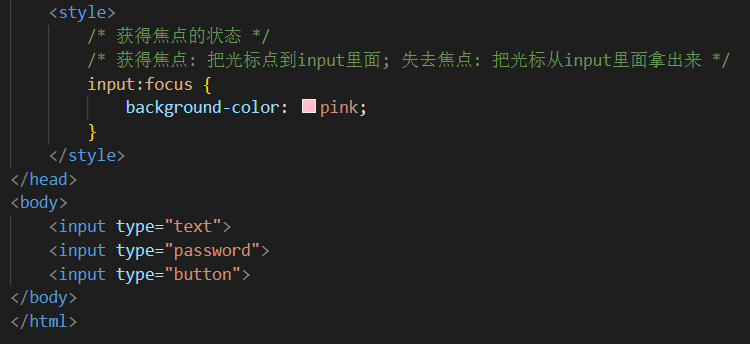 <style>
/* 获得焦点的状态 */
/* 获得焦点: 把光标点到input里面; 失去焦点: 把光标从input里面拿出来 */
input:focus {
background-color: pink;
}
</style>
</head>
<body>
<input type="text">
<input type="password">
<input type="button">
</body>
</html>